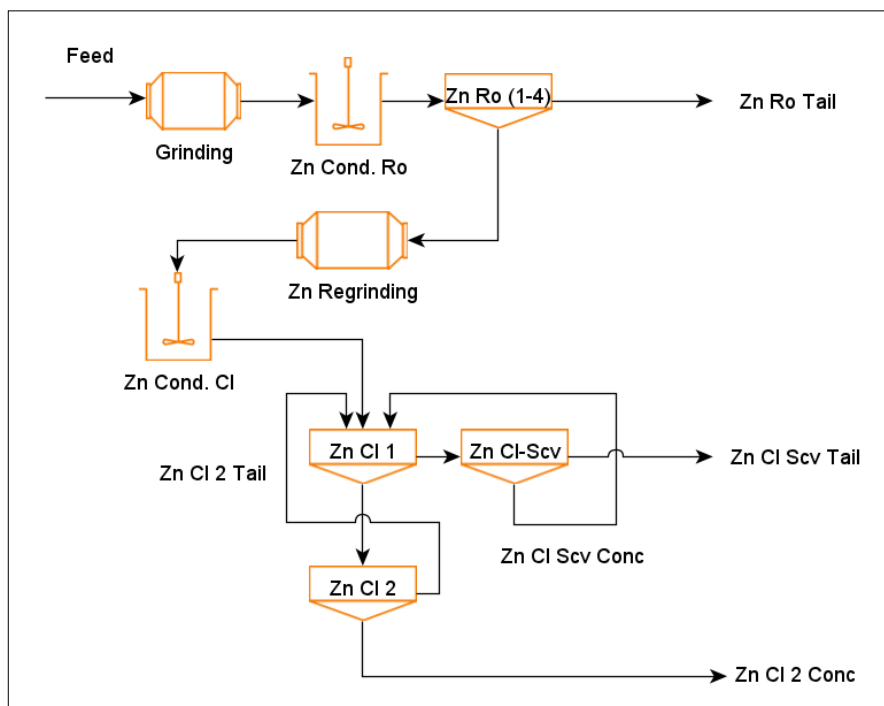 Feed
Zn Ro (1-4)
Zn Ro Tail
Grinding
Zn Cond. Ro
Zn Regrinding
Zn Cond. Cl
Zn Cl 1
Zn Cl-Scv
Zn Cl Scv Tail
Zn Cl 2 Tail
Zn Cl Scv Conc
Zn Cl 2
Zn Cl 2 Conc